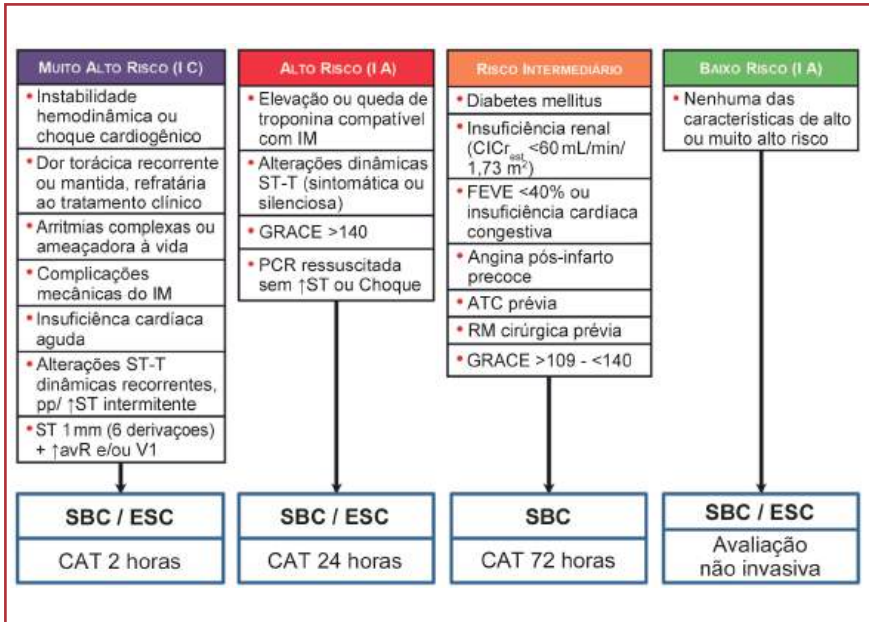 MUITO ALTO RISCO (I C)
• Instabilidade
hemodinâmica ou
choque cardiogênico
• Dor torácica recorrente
ou mantida, refratária
ao tratamento clínico
• Arritmias complexas ou
ameaçadora à vida
• Complicações
mecânicas do IM
• Insuficiênca cardíaca
aguda
• Alterações ST-T
dinâmicas recorrentes,
pp/ ↑ST intermitente
• ST 1mm (6 derivaçoes)
+ ↑avR e/ou V1
SBC / ESC
CAT 2 horas
ALTO RISCO (I A)
• Elevação ou queda de
troponina compatível
com IM
• Alterações dinâmicas
ST-T (sintomática ou
silenciosa)
• GRACE >140
• PCR ressuscitada
sem ↑ST ou Choque
SBC / ESC
CAT 24 horas
RISCO INTERMEDIÁRIO
• Diabetes mellitus
• Insuficiência renal
(ClCr est <60 mL/min/
1,73 m²)
• FEVE <40% ou
insuficiência cardíaca
congestiva
• Angina pós-infarto
precoce
• ATC prévia
• RM cirúrgica prévia
• GRACE >109 - <140
SBC
CAT 72 horas
BAIXO RISCO (I A)
• Nenhuma das
características de alto
ou muito alto risco
SBC / ESC
Avaliação
não invasiva